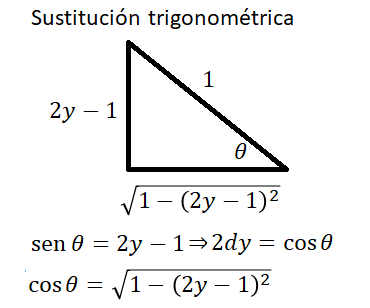 Sustitución trigonométrica
1
2y − 1
θ
√1 − (2y − 1)²
sen θ = 2y − 1 ⇒ 2dy = cos θ
cos θ = √1 − (2y − 1)²